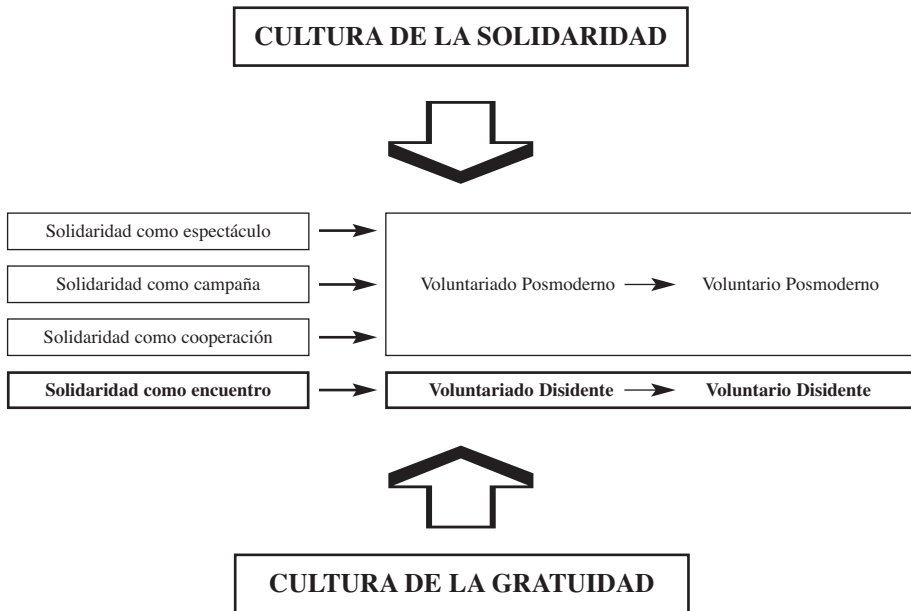 CULTURA DE LA SOLIDARIDAD
Solidaridad como espectáculo
Solidaridad como campaña
Voluntariado Posmoderno Voluntario Posmoderno
Solidaridad como cooperación
Solidaridad como encuentro Voluntariado Disidente Voluntario Disidente
CULTURA DE LA GRATUIDAD